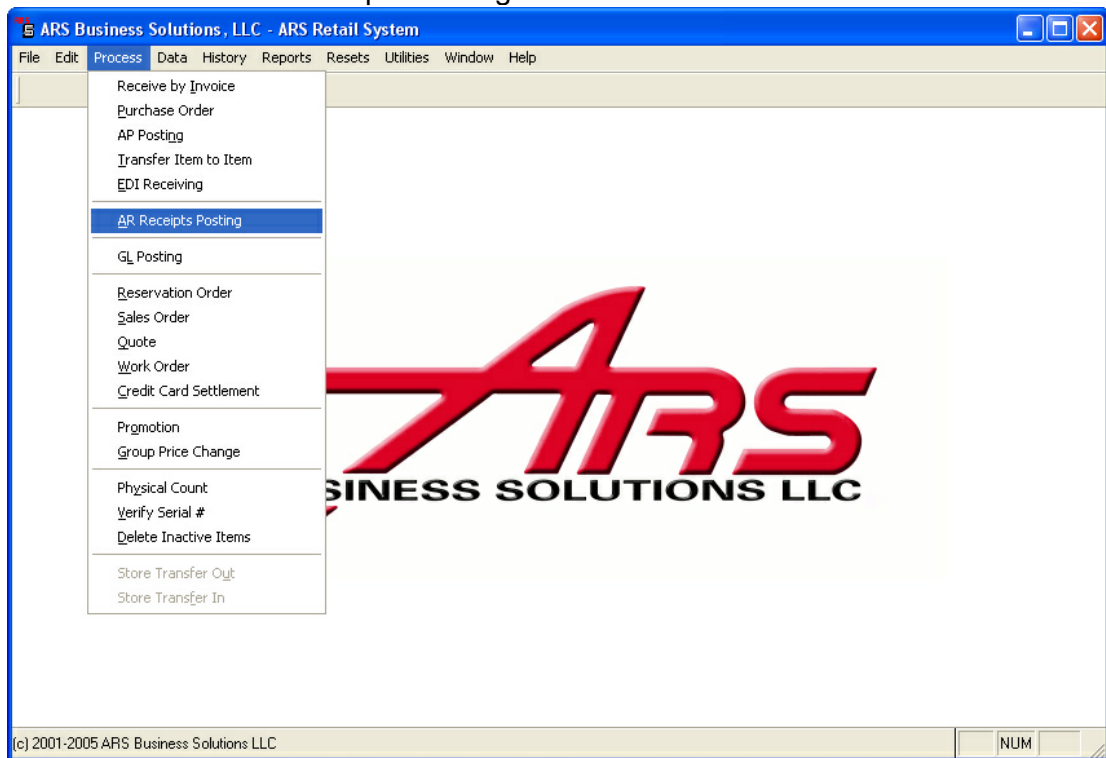 ARS Business Solutions, LLC - ARS Retail System
File Edit Process Data History Reports Resets Utilities Window Help
Receive by Invoice
Purchase Order
AP Posting
Transfer Item to Item
EDI Receiving
AR Receipts Posting
GL Posting
Reservation Order
Sales Order
Quote
Work Order
Credit Card Settlement
Promotion
Group Price Change
Physical Count
Verify Serial #
Delete Inactive Items
Store Transfer Out
Store Transfer In
ARS
SINESS SOLUTIONS LLC
(c) 2001-2005 ARS Business Solutions LLC
NUM